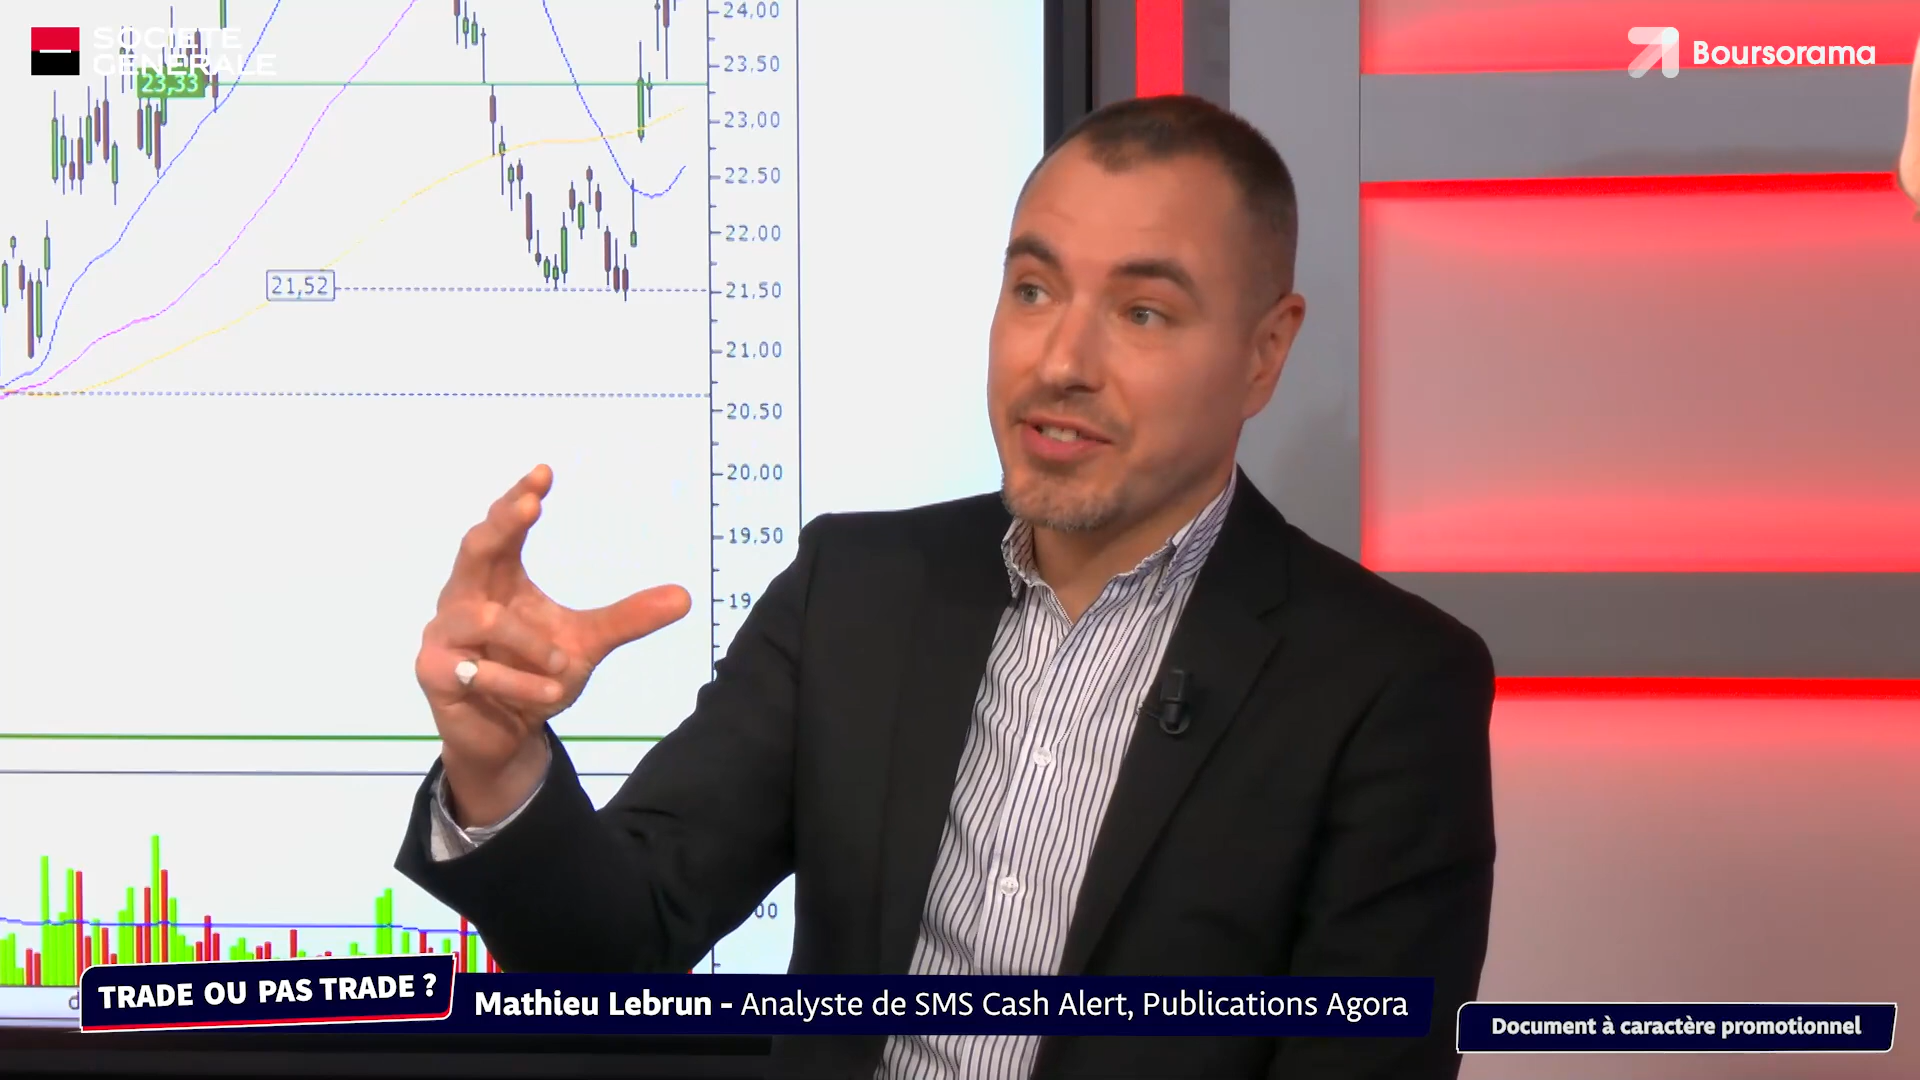 SOCIETE
GENERALE
Boursorama
23,33
21,52
24,00
23,50
23,00
22,50
22,00
21,50
21,00
20,50
20,00
19,50
19
00
TRADE OU PAS TRADE ?
Mathieu Lebrun - Analyste de SMS Cash Alert, Publications Agora
Document à caractère promotionnel